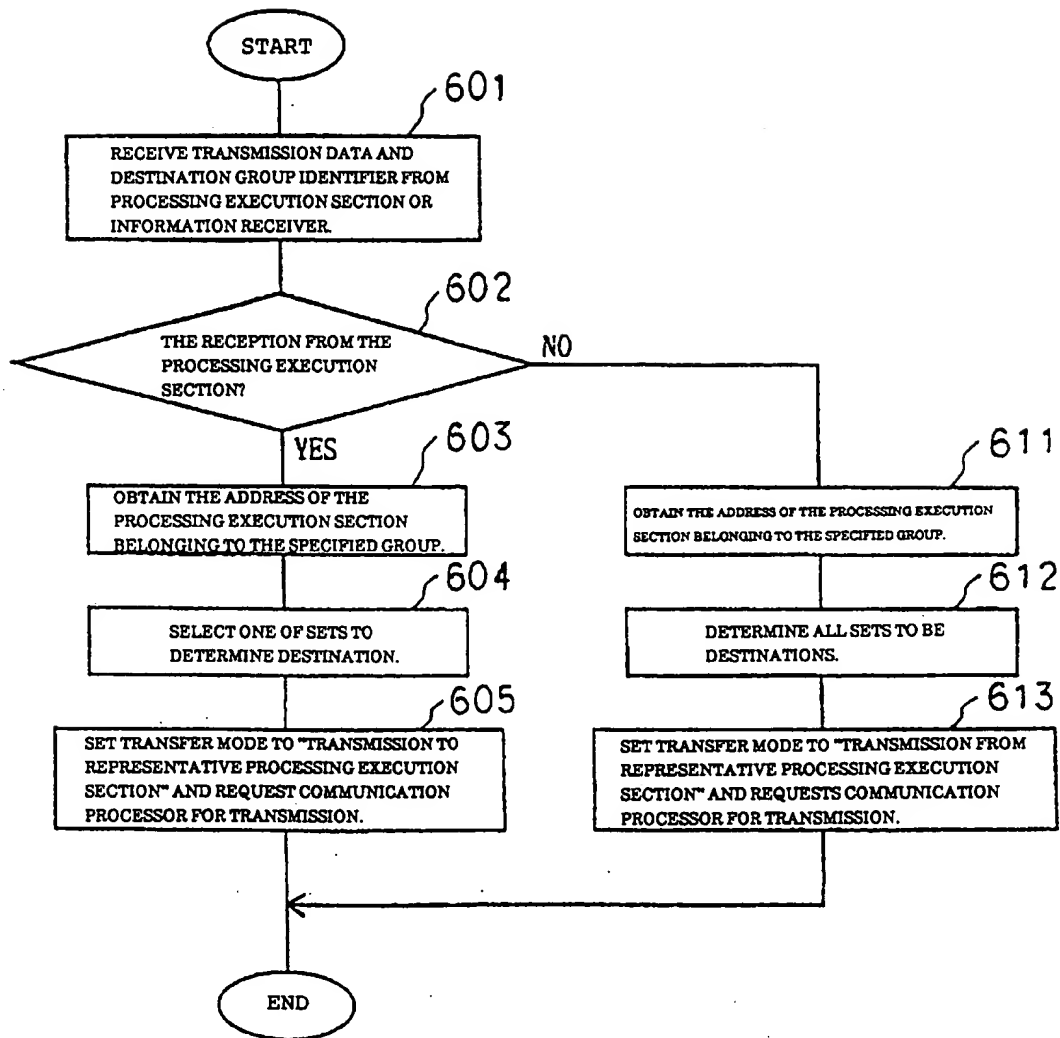 START
601
RECEIVE TRANSMISSION DATA AND
DESTINATION GROUP IDENTIFIER FROM
PROCESSING EXECUTION SECTION OR
INFORMATION RECEIVER.
602
THE RECEPTION FROM THE
PROCESSING EXECUTION
SECTION?
NO
YES
603
OBTAIN THE ADDRESS OF THE
PROCESSING EXECUTION SECTION
BELONGING TO THE SPECIFIED GROUP.
604
SELECT ONE OF SETS TO
DETERMINE DESTINATION.
605
SET TRANSFER MODE TO "TRANSMISSION TO
REPRESENTATIVE PROCESSING EXECUTION
SECTION" AND REQUEST COMMUNICATION
PROCESSOR FOR TRANSMISSION.
611
OBTAIN THE ADDRESS OF THE PROCESSING EXECUTION
SECTION BELONGING TO THE SPECIFIED GROUP.
612
DETERMINE ALL SETS TO BE
DESTINATIONS.
613
SET TRANSFER MODE TO "TRANSMISSION FROM
REPRESENTATIVE PROCESSING EXECUTION
SECTION" AND REQUESTS COMMUNICATION
PROCESSOR FOR TRANSMISSION.
END